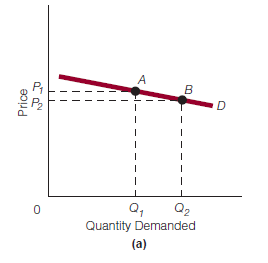 A
P₁
B
P₂
D
Price
0
Q₁ Q₂
Quantity Demanded
(a)